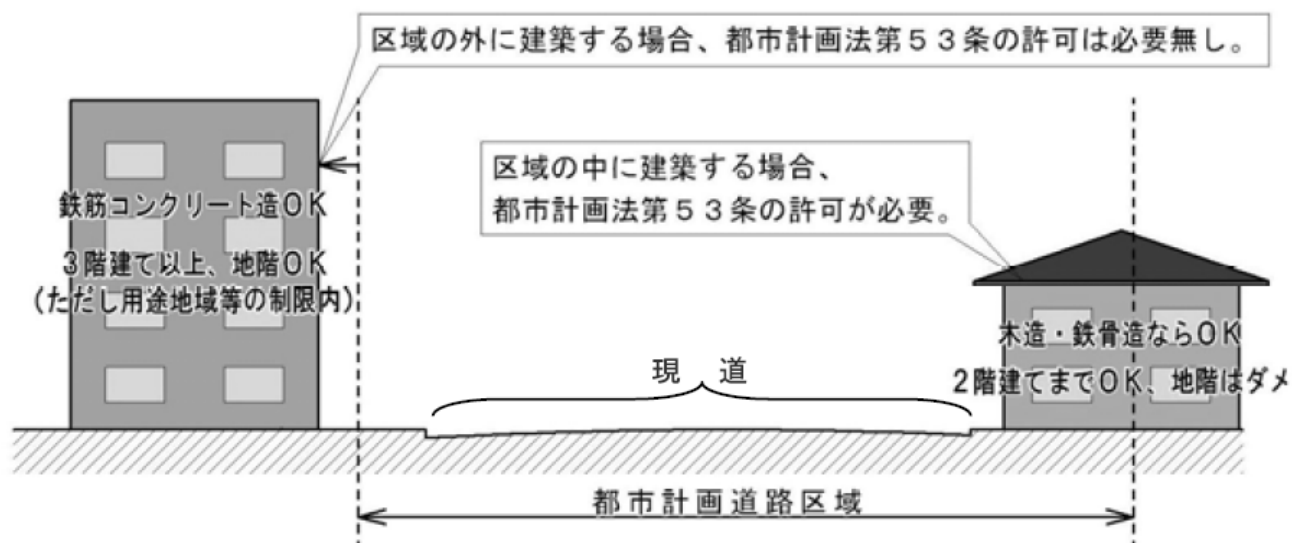 区域の外に建築する場合、都市計画法第５３条の許可は必要無し。
区域の中に建築する場合、
都市計画法第５３条の許可が必要。
鉄筋コンクリート造ＯＫ
３階建て以上、地階ＯＫ
(ただし用途地域等の制限内)
木造・鉄骨造ならＯＫ
２階建てまでＯＫ、地階はダメ
現　道
都市計画道路区域